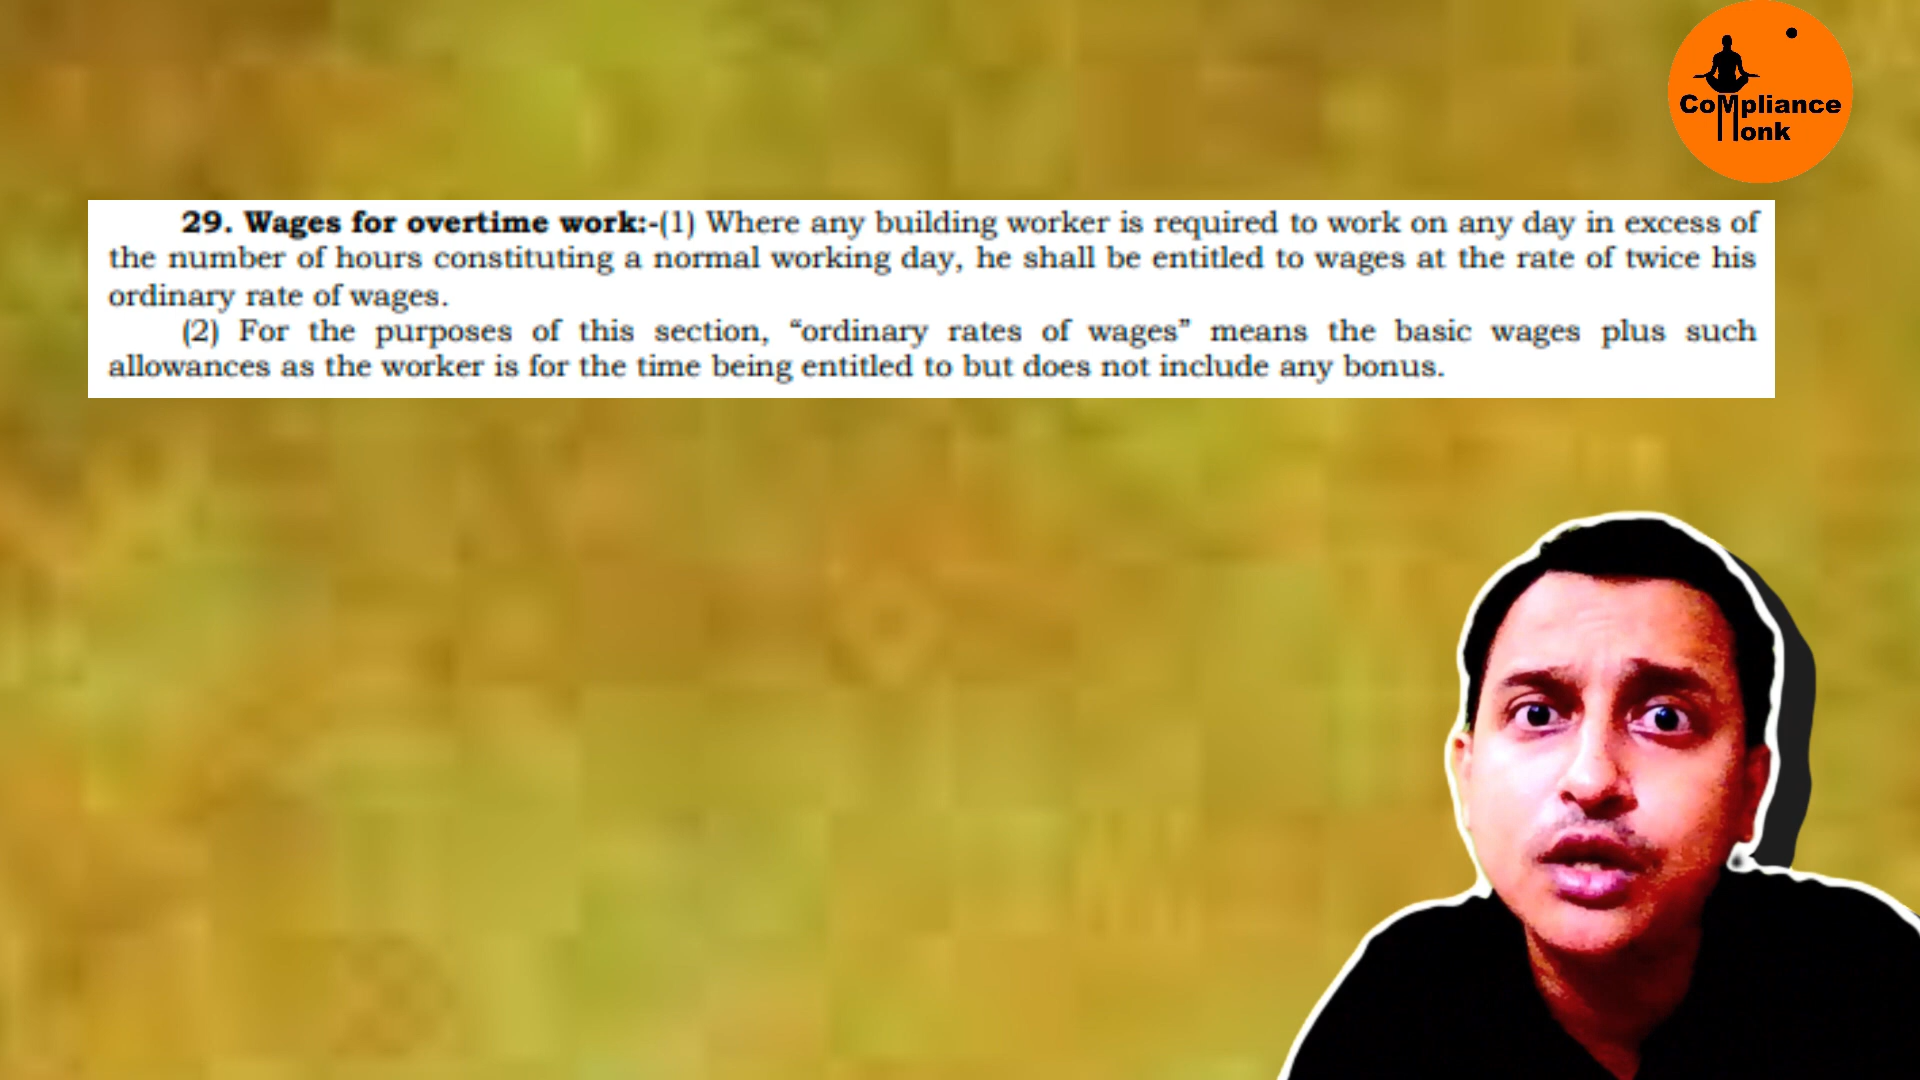 CoMpliance
onk
29. Wages for overtime work:-(1) Where any building worker is required to work on any day in excess of
the number of hours constituting a normal working day, he shall be entitled to wages at the rate of twice his
ordinary rate of wages.
(2) For the purposes of this section, “ordinary rates of wages” means the basic wages plus such
allowances as the worker is for the time being entitled to but does not include any bonus.